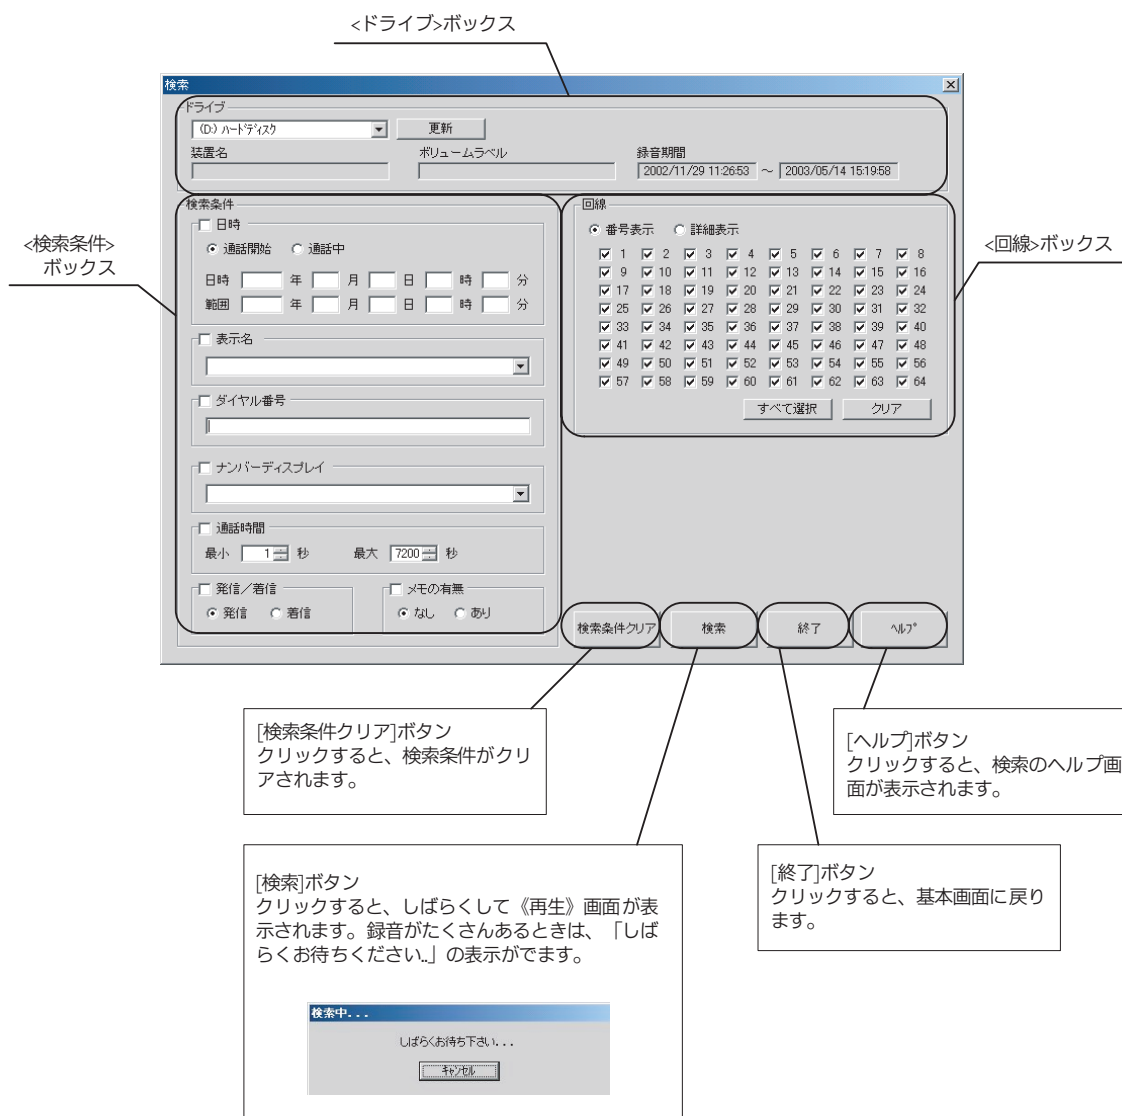 <ドライブ>ボックス
検索
ドライブ
(D:) ハードディスク
更新
装置名
ボリュームラベル
録音期間
2002/11/29 11:26:53 ～ 2003/05/14 15:19:58
<検索条件>
ボックス
検索条件
日時
通話開始 通話中
日時 年 月 日 時 分
範囲 年 月 日 時 分
表示名
ダイヤル番号
ナンバーディスプレイ
通話時間
最小 1 秒 最大 7200 秒
発信／着信
発信 着信
メモの有無
なし あり
<回線>ボックス
回線
番号表示 詳細表示
1 2 3 4 5 6 7 8
9 10 11 12 13 14 15 16
17 18 19 20 21 22 23 24
25 26 27 28 29 30 31 32
33 34 35 36 37 38 39 40
41 42 43 44 45 46 47 48
49 50 51 52 53 54 55 56
57 58 59 60 61 62 63 64
すべて選択 クリア
検索条件クリア 検索 終了 ヘルプ
[検索条件クリア]ボタン
クリックすると、検索条件がクリ
アされます。
[ヘルプ]ボタン
クリックすると、検索のヘルプ画
面が表示されます。
[検索]ボタン
クリックすると、しばらくして《再生》画面が表
示されます。録音がたくさんあるときは、「しば
らくお待ちください..」の表示がでます。
[終了]ボタン
クリックすると、基本画面に戻り
ます。
検索中...
しばらくお待ち下さい...
キャンセル